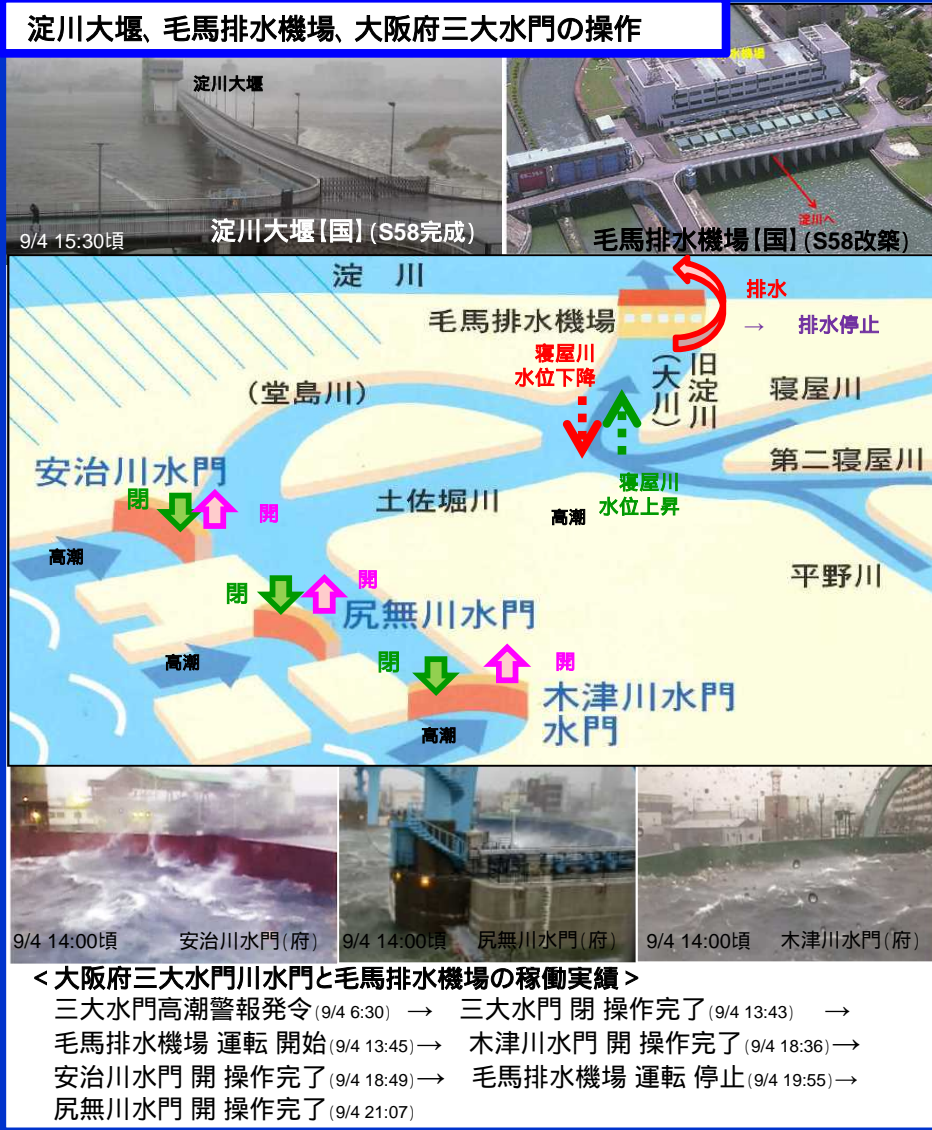 淀川大堰、毛馬排水機場、大阪府三大水門の操作
淀川大堰
9/4 15:30頃
淀川大堰【国】(S58完成)
水機場
淀川へ
毛馬排水機場【国】(S58改築)
淀川
毛馬排水機場
排水
→ 排水停止
寝屋川
水位下降
旧淀川
(大川)
(堂島川)
寝屋川
第二寝屋川
寝屋川
水位上昇
高潮
平野川
土佐堀川
安治川水門
閉
開
高潮
閉
開
尻無川水門
高潮
閉
開
木津川水門
水門
高潮
9/4 14:00頃 安治川水門(府)
9/4 14:00頃 尻無川水門(府)
9/4 14:00頃 木津川水門(府)
<大阪府三大水門川水門と毛馬排水機場の稼働実績>
三大水門高潮警報発令(9/4 6:30) → 三大水門 閉 操作完了(9/4 13:43) →
毛馬排水機場 運転 開始(9/4 13:45)→ 木津川水門 開 操作完了(9/4 18:36)→
安治川水門 開 操作完了(9/4 18:49)→ 毛馬排水機場 運転 停止(9/4 19:55)→
尻無川水門 開 操作完了(9/4 21:07)